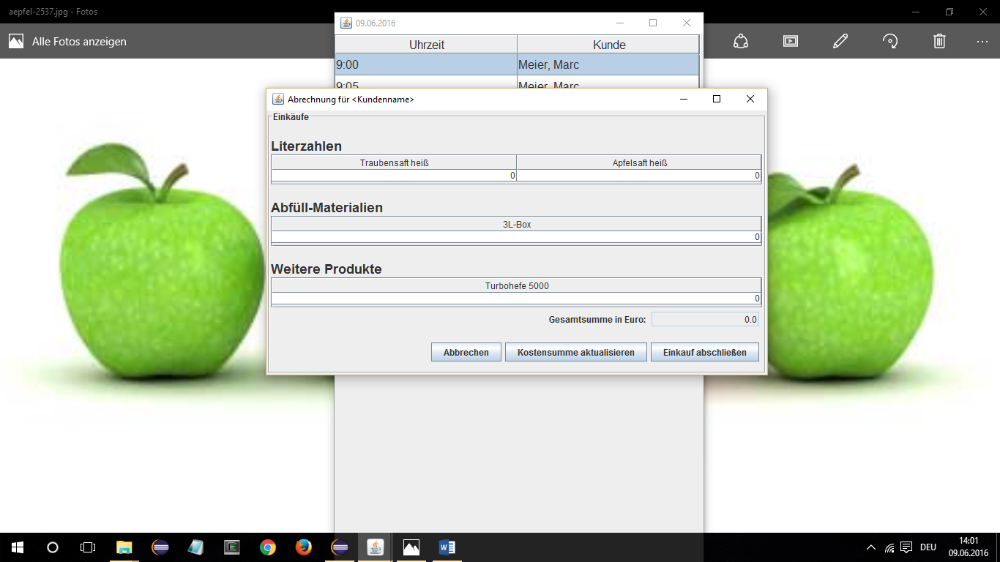 aepfel-2537.jpg - Fotos
Alle Fotos anzeigen
09.06.2016
Uhrzeit Kunde
9:00 Meier, Marc
9:05 Meier, Marc
Abrechnung für <Kundenname>
Einkäufe
Literzahlen
Traubensaft heiß Apfelsaft heiß
0 0
Abfüll-Materialien
3L-Box
0
Weitere Produkte
Turbohefe 5000
0
Gesamtsumme in Euro: 0.0
Abbrechen Kostensumme aktualisieren Einkauf abschließen
DEU 14:01
09.06.2016